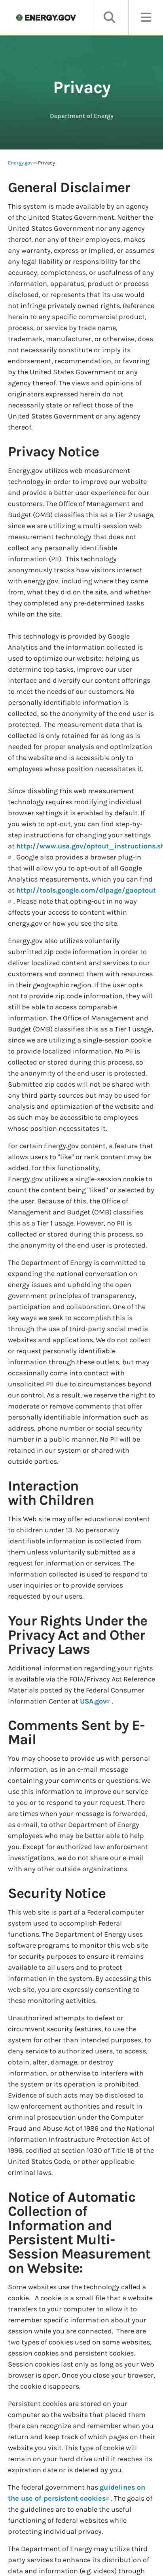 ENERGY.GOV
Privacy
Department of Energy
Energy.gov » Privacy
General Disclaimer
This system is made available by an agency
of the United States Government. Neither the
United States Government nor any agency
thereof, nor any of their employees, makes
any warranty, express or implied, or assumes
any legal liability or responsibility for the
accuracy, completeness, or usefulness of any
information, apparatus, product or process
disclosed, or represents that its use would
not infringe privately owned rights. Reference
herein to any specific commercial product,
process, service by trade name,
trademark, manufacturer, or otherwise, does
not necessarily constitute or imply it
endorsement, recommendation, or favoring
by the United States Government or any
agency thereof. The views and opinions of
originators expressed herein do not
necessarily state or reflect those of the
United States Government or any agency
thereof.
Privacy Notice
Energy.gov utilizes web measurement
technology in order to improve our website
and provide a better user experience for our
customers. The Office of Management and
Budget (OMB) classifies this as a Tier 2 usage,
since we are utilizing a multi-session web
measurement technology that does not
collect any personally identifiable
information (PII). This technology
anonymously tracks how visitors interact
with energy.gov, including where they came
from, what they did on the site, and whether
they completed any pre-determined tasks
while on the site.
This technology is provided by Google
Analytics and the information collected is
used to optimize our website; helping us
determine top tasks, improve our user
interface and diversify our content offerings
to meet the needs of our customers. No
personally identifiable information is
collected, so the anonymity of the end user is
protected. The measurement data that is
collected is only retained for as long as is
needed for proper analysis and optimization
of the website and is accessible only to
employees whose position necessitates it.
Since disabling this web measurement
technology requires modifying individual
browser settings it is enabled by default. If
you wish to opt-out, you can find step-by-
step instructions for changing your settings
at http://www.usa.gov/optout_instructions.sh
. Google also provides a browser plug-in
that will allow you to opt-out of all Google
Analytics measurements, which you can find
at http://tools.google.com/dlpage/gaoptout
. Please note that opting-out in no way
affects your access to content within
energy.gov or how you see the site.
Energy.gov also utilizes voluntarily
submitted zip code information in order to
deliver localized content and services to our
customers and to connect them with resources
in their geographic region. If the user opts
not to provide zip code information, they will
be able to access comparable
information. The Office of Management and
Budget (OMB) classifies this as a Tier 1 usage,
since we are utilizing a single-session cookie
to provide localized information. No PII is
collected or stored during this process, so
the anonymity of the end user is protected.
Submitted zip codes will not be shared with
any third party sources but may be used for
analysis and optimization of the website and
as such may be accessible to employees
whose position necessitates it.
For certain Energy.gov content, a feature that
allows users to "like" or rank content may be
added. For this functionality,
Energy.gov utilizes a single-session cookie to
count the content being "liked" or ranked by
the user. Because of this, the Office of
Management and Budget (OMB) classifies
this as a Tier 1 usage. However, no PII is
collected or stored during this process, so
the anonymity of the end user is protected.
The Department of Energy is committed to
expanding the national conversation on
energy issues and upholding the open
government principles of transparency,
participation and collaboration. One of the
key ways we seek to accomplish this is
through the use of third-party social media
websites and applications. We do not collect
or request personally identifiable
information through these outlets, but may
occasionally come into contact with
unsolicited PII due to circumstances beyond
our control. As a result, we reserve the right to
moderate or remove comments that offer
personally identifiable information such as
address, phone number or social security
number in a public manner. No PII will be
retained in our system or shared with
outside parties.
Interaction
with Children
This Web site may offer educational content
to children under 13. No personally
identifiable information is collected from
them unless voluntarily submitted as a
request for information or services. The
information collected is used to respond to
user inquiries or to provide services
requested by our users.
Your Rights Under the
Privacy Act and Other
Privacy Laws
Additional information regarding your rights
is available via the FOIA/Privacy Act Reference
Materials posted by the Federal Consumer
Information Center at USA.gov .
Comments Sent by E-
Mail
You may choose to provide us with personal
information, as in an e-mail message
containing your comments or questions. We
use this information to improve our service to
you or to respond to your request. There
are times when your message is forwarded,
as e-mail, to other Department of Energy
employees who may be better able to help
you. Except for authorized law enforcement
investigations, we do not share our e-mail
with any other outside organizations.
Security Notice
This web site is part of a Federal computer
system used to accomplish Federal
functions. The Department of Energy uses
software programs to monitor this web site
for security purposes to ensure it remains
available to all users and to protect
information in the system. By accessing this
web site, you are expressly consenting to
these monitoring activities.
Unauthorized attempts to defeat or
circumvent security features, to use the
system for other than intended purposes, to
deny service to authorized users, to access,
obtain, alter, damage, or destroy
information, or otherwise to interfere with
the system or its operation is prohibited.
Evidence of such acts may be disclosed to
law enforcement authorities and result in
criminal prosecution under the Computer
Fraud and Abuse Act of 1986 and the National
Information Infrastructure Protection Act of
1996, codified at section 1030 of Title 18 of the
United States Code, or other applicable
criminal laws.
Notice of Automatic
Collection of
Information and
Persistent Multi-
Session Measurement
on Website:
Some websites use the technology called a
cookie. A cookie is a small file that a website
transfers to your computer to allow it to
remember specific information about your
session while you are connected. There are
two types of cookies used on some websites,
session cookies and persistent cookies.
Session cookies last only as long as your Web
browser is open. Once you close your browser,
the cookie disappears.
Persistent cookies are stored on your
computer so the website that placed them
there can recognize and remember when you
return and keep track of which pages on their
website you visit. This type of cookie will
remain on your hard drive until it reaches its
expiration date or is deleted by you.
The federal government has guidelines on
the use of persistent cookies . The goals of
the guidelines are to enable the useful
functioning of federal websites while
protecting individual privacy.
The Department of Energy may utilize third
party services to enhance its distribution of
data and information (e.g. videos) through